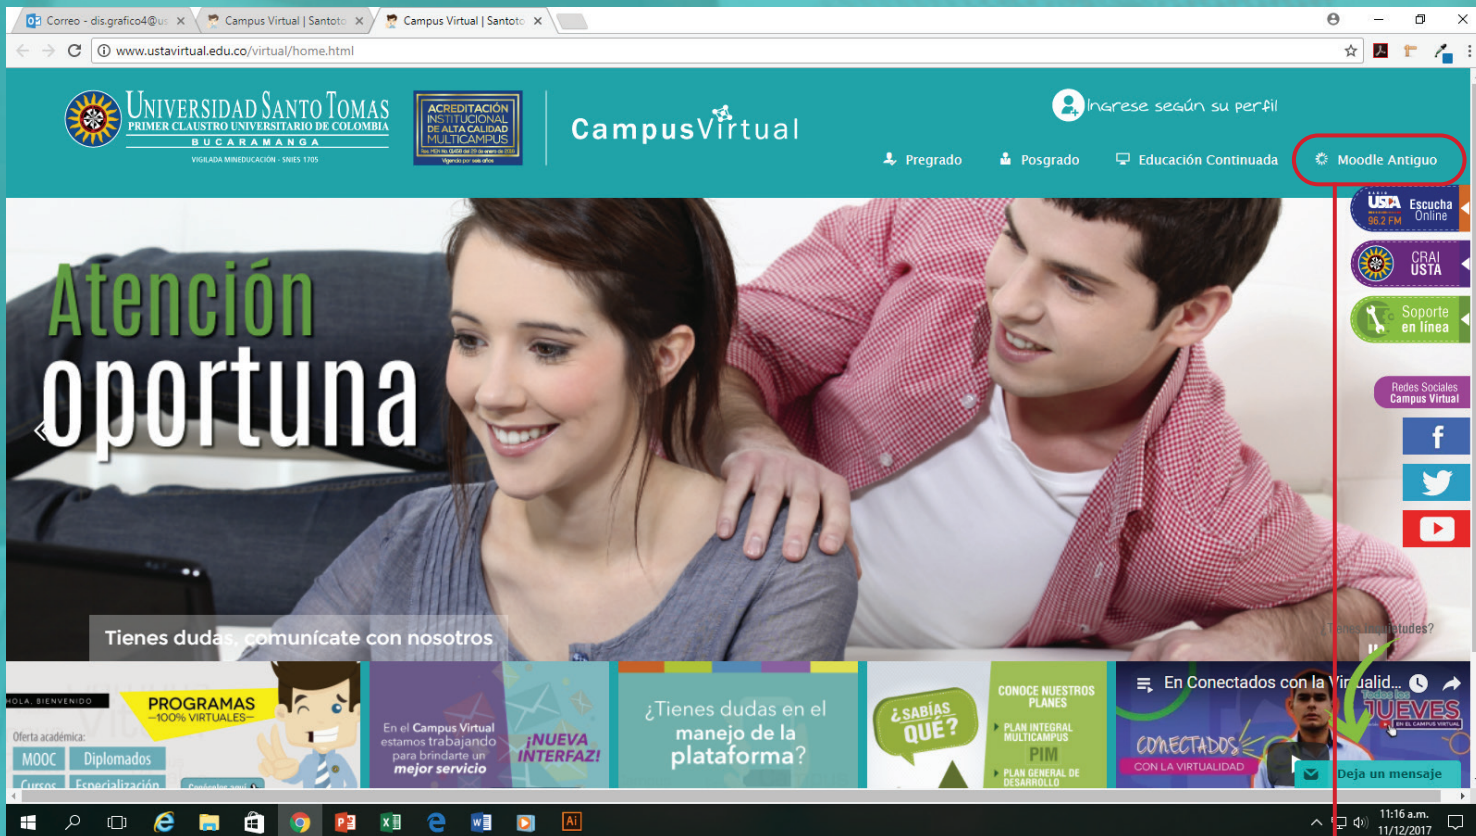 Correo - dis.grafico4@us
Campus Virtual | Santoto
Campus Virtual | Santoto
www.ustavirtual.edu.co/virtual/home.html
UNIVERSIDAD SANTO TOMAS
PRIMER CLAUSTRO UNIVERSITARIO DE COLOMBIA
BUCARAMANGA
VIGILADA MINEDUCACIÓN - SNIES 1705
ACREDITACIÓN
INSTITUCIONAL
DE ALTA CALIDAD
MULTICAMPUS
Vigencia por seis años
CampusVirtual
Ingrese según su perfil
Pregrado
Posgrado
Educación Continuada
Moodle Antiguo
USTA
96.2 FM
Escucha
Online
CRAI
USTA
Soporte
en línea
Redes Sociales
Campus Virtual
Atención
oportuna
Tienes dudas, comunícate con nosotros
HOLA, BIENVENIDO
PROGRAMAS
—100% VIRTUALES—
Oferta académica:
MOOC
Diplomados
Cursos
Especialización
En el Campus Virtual
estamos trabajando
para brindarte un
mejor servicio
¡NUEVA
INTERFAZ!
¿Tienes dudas en el
manejo de la
plataforma?
¿SABÍAS
QUÉ?
CONOCE NUESTROS
PLANES
PLAN INTEGRAL
MULTICAMPUS
PIM
PLAN GENERAL DE
DESARROLLO
En Conectados con la Virtualid...
Todos los
JUEVES
EN EL CAMPUS VIRTUAL
CONECTADOS
CON LA VIRTUALIDAD
Deja un mensaje
11:16 a.m.
11/12/2017